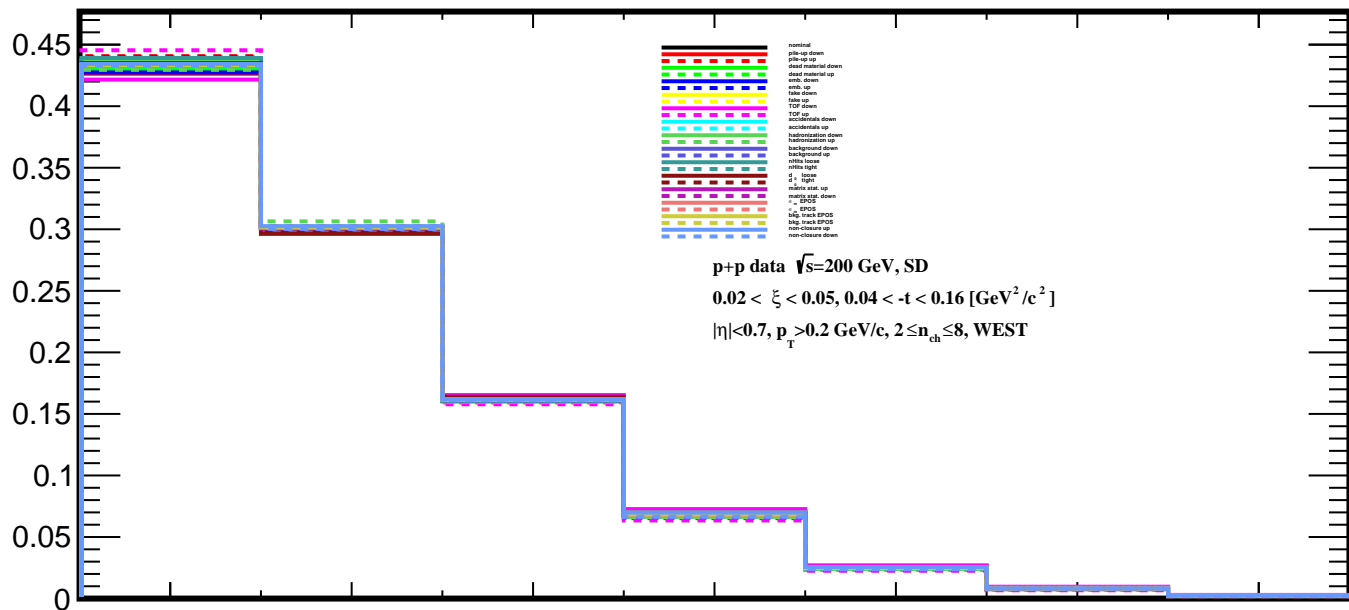 0.45
0.4
0.35
0.3
0.25
0.2
0.15
0.1
0.05
0
nominal
pile-up down
pile-up up
dead material down
dead material up
emb. down
emb. up
fake down
fake up
TOF down
TOF up
accidentals down
accidentals up
hadronization down
hadronization up
background down
background up
nHits loose
nHits tight
d0 loose
d0 tight
matrix stat. up
matrix stat. down
EPOS
EPOS
bkg. track EPOS
bkg. track EPOS
non-closure up
non-closure down
p+p data √s=200 GeV, SD
0.02 < ξ < 0.05, 0.04 < -t < 0.16 [GeV²/c²]
|η|<0.7, p_T>0.2 GeV/c, 2≤n_ch≤8, WEST